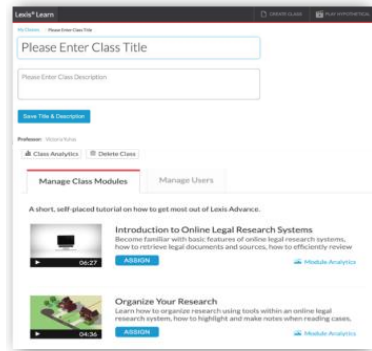 Lexis® Learn
CREATE CLASS
PLAY HYPOTHETICAL
My Classes Please Enter Class Title
Please Enter Class Title
Please Enter Class Description
Save Title & Description
Professor: Victoria
Class Analytics
Delete Class
Manage Class Modules
Manage Users
A short, self-placed tutorial on how to get most out of Lexis Advance.
Introduction to Online Legal Research Systems
Become familiar with basic features of online legal research systems,
how to retrieve legal documents and sources, how to efficiently review
06:27
ASSIGN
Module Analytics
Organize Your Research
Learn how to organize research using tools within an online legal
research system, how to highlight and make notes when reading cases,
04:36
ASSIGN
Module Analytics